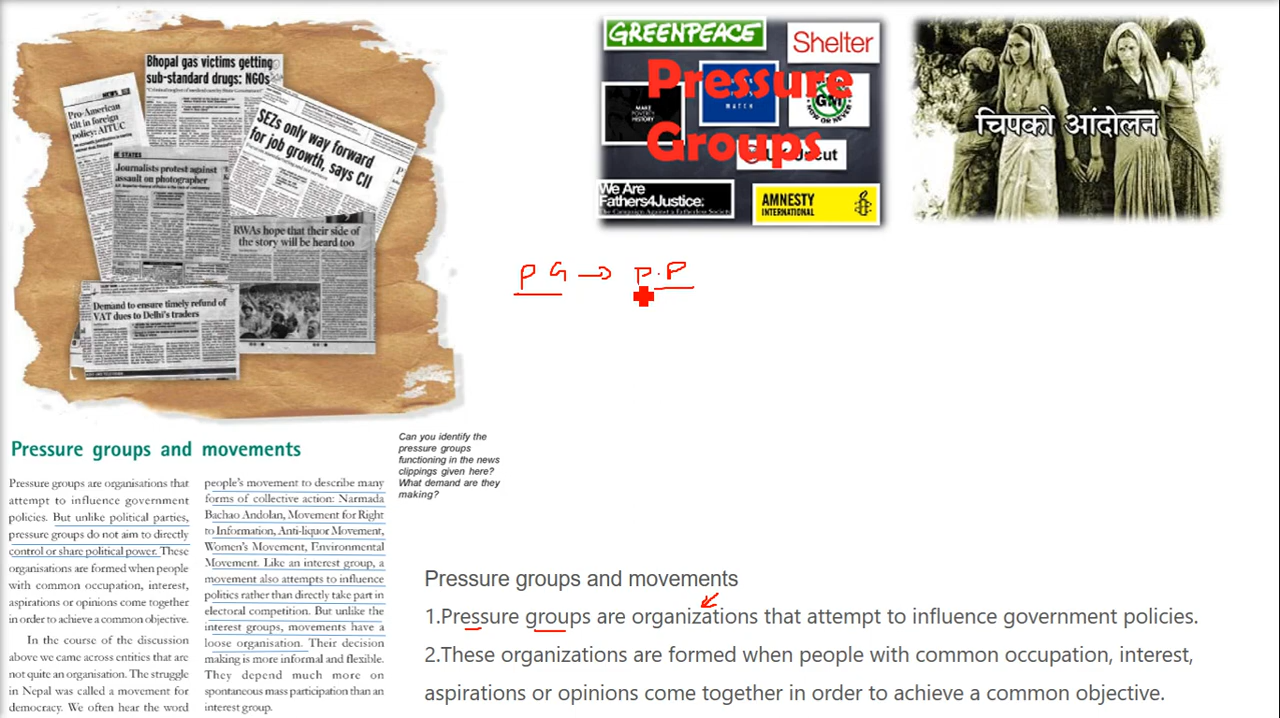 Bhopal gas victims getting
sub-standard drugs: NGOs
Pro-American
tilt in foreign
policy: AITUC
SEZs only way forward
for job growth, says CII
THE STATES
Journalists protest against
assault on photographer
RWAs hope that their side of
the story will be heard too
Demand to ensure timely refund of
VAT dues to Delhi's traders
GREENPEACE
Shelter
Pressure
Groups
MAKE
POVERTY
HISTORY
WATCH
Uncut
We Are
Fathers4Justice.
AMNESTY
INTERNATIONAL
चिपको आंदोलन
P G → P.P
Pressure groups and movements
Can you identify the
pressure groups
functioning in the news
clippings given here?
What demand are they
making?
Pressure groups are organisations that
attempt to influence government
policies. But unlike political parties,
pressure groups do not aim to directly
control or share political power. These
organisations are formed when people
with common occupation, interest,
aspirations or opinions come together
in order to achieve a common objective.
In the course of the discussion
above we came across entities that are
not quite an organisation. The struggle
in Nepal was called a movement for
democracy. We often hear the word
people's movement to describe many
forms of collective action: Narmada
Bachao Andolan, Movement for Right
to Information, Anti-liquor Movement,
Women's Movement, Environmental
Movement. Like an interest group, a
movement also attempts to influence
politics rather than directly take part in
electoral competition. But unlike the
interest groups, movements have a
loose organisation. Their decision
making is more informal and flexible.
They depend much more on
spontaneous mass participation than an
interest group.
Pressure groups and movements
1.Pressure groups are organizations that attempt to influence government policies.
2.These organizations are formed when people with common occupation, interest,
aspirations or opinions come together in order to achieve a common objective.